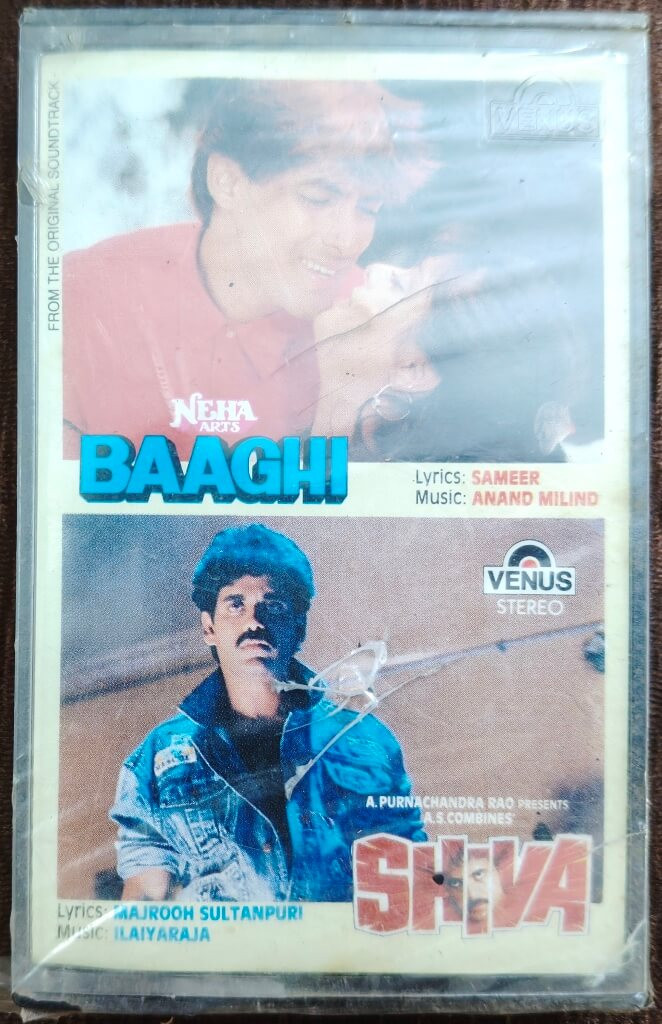 FROM THE ORIGINAL SOUNDTRACK
VENUS
NEHA
ARTS
BAAGHI
Lyrics: SAMEER
Music: ANAND MILIND
VENUS
STEREO
A. PURNACHANDRA RAO PRESENTS
A.S.COMBINES'
SHIVA
Lyrics: MAJROOH SULTANPURI
Music: ILAIYARAJA